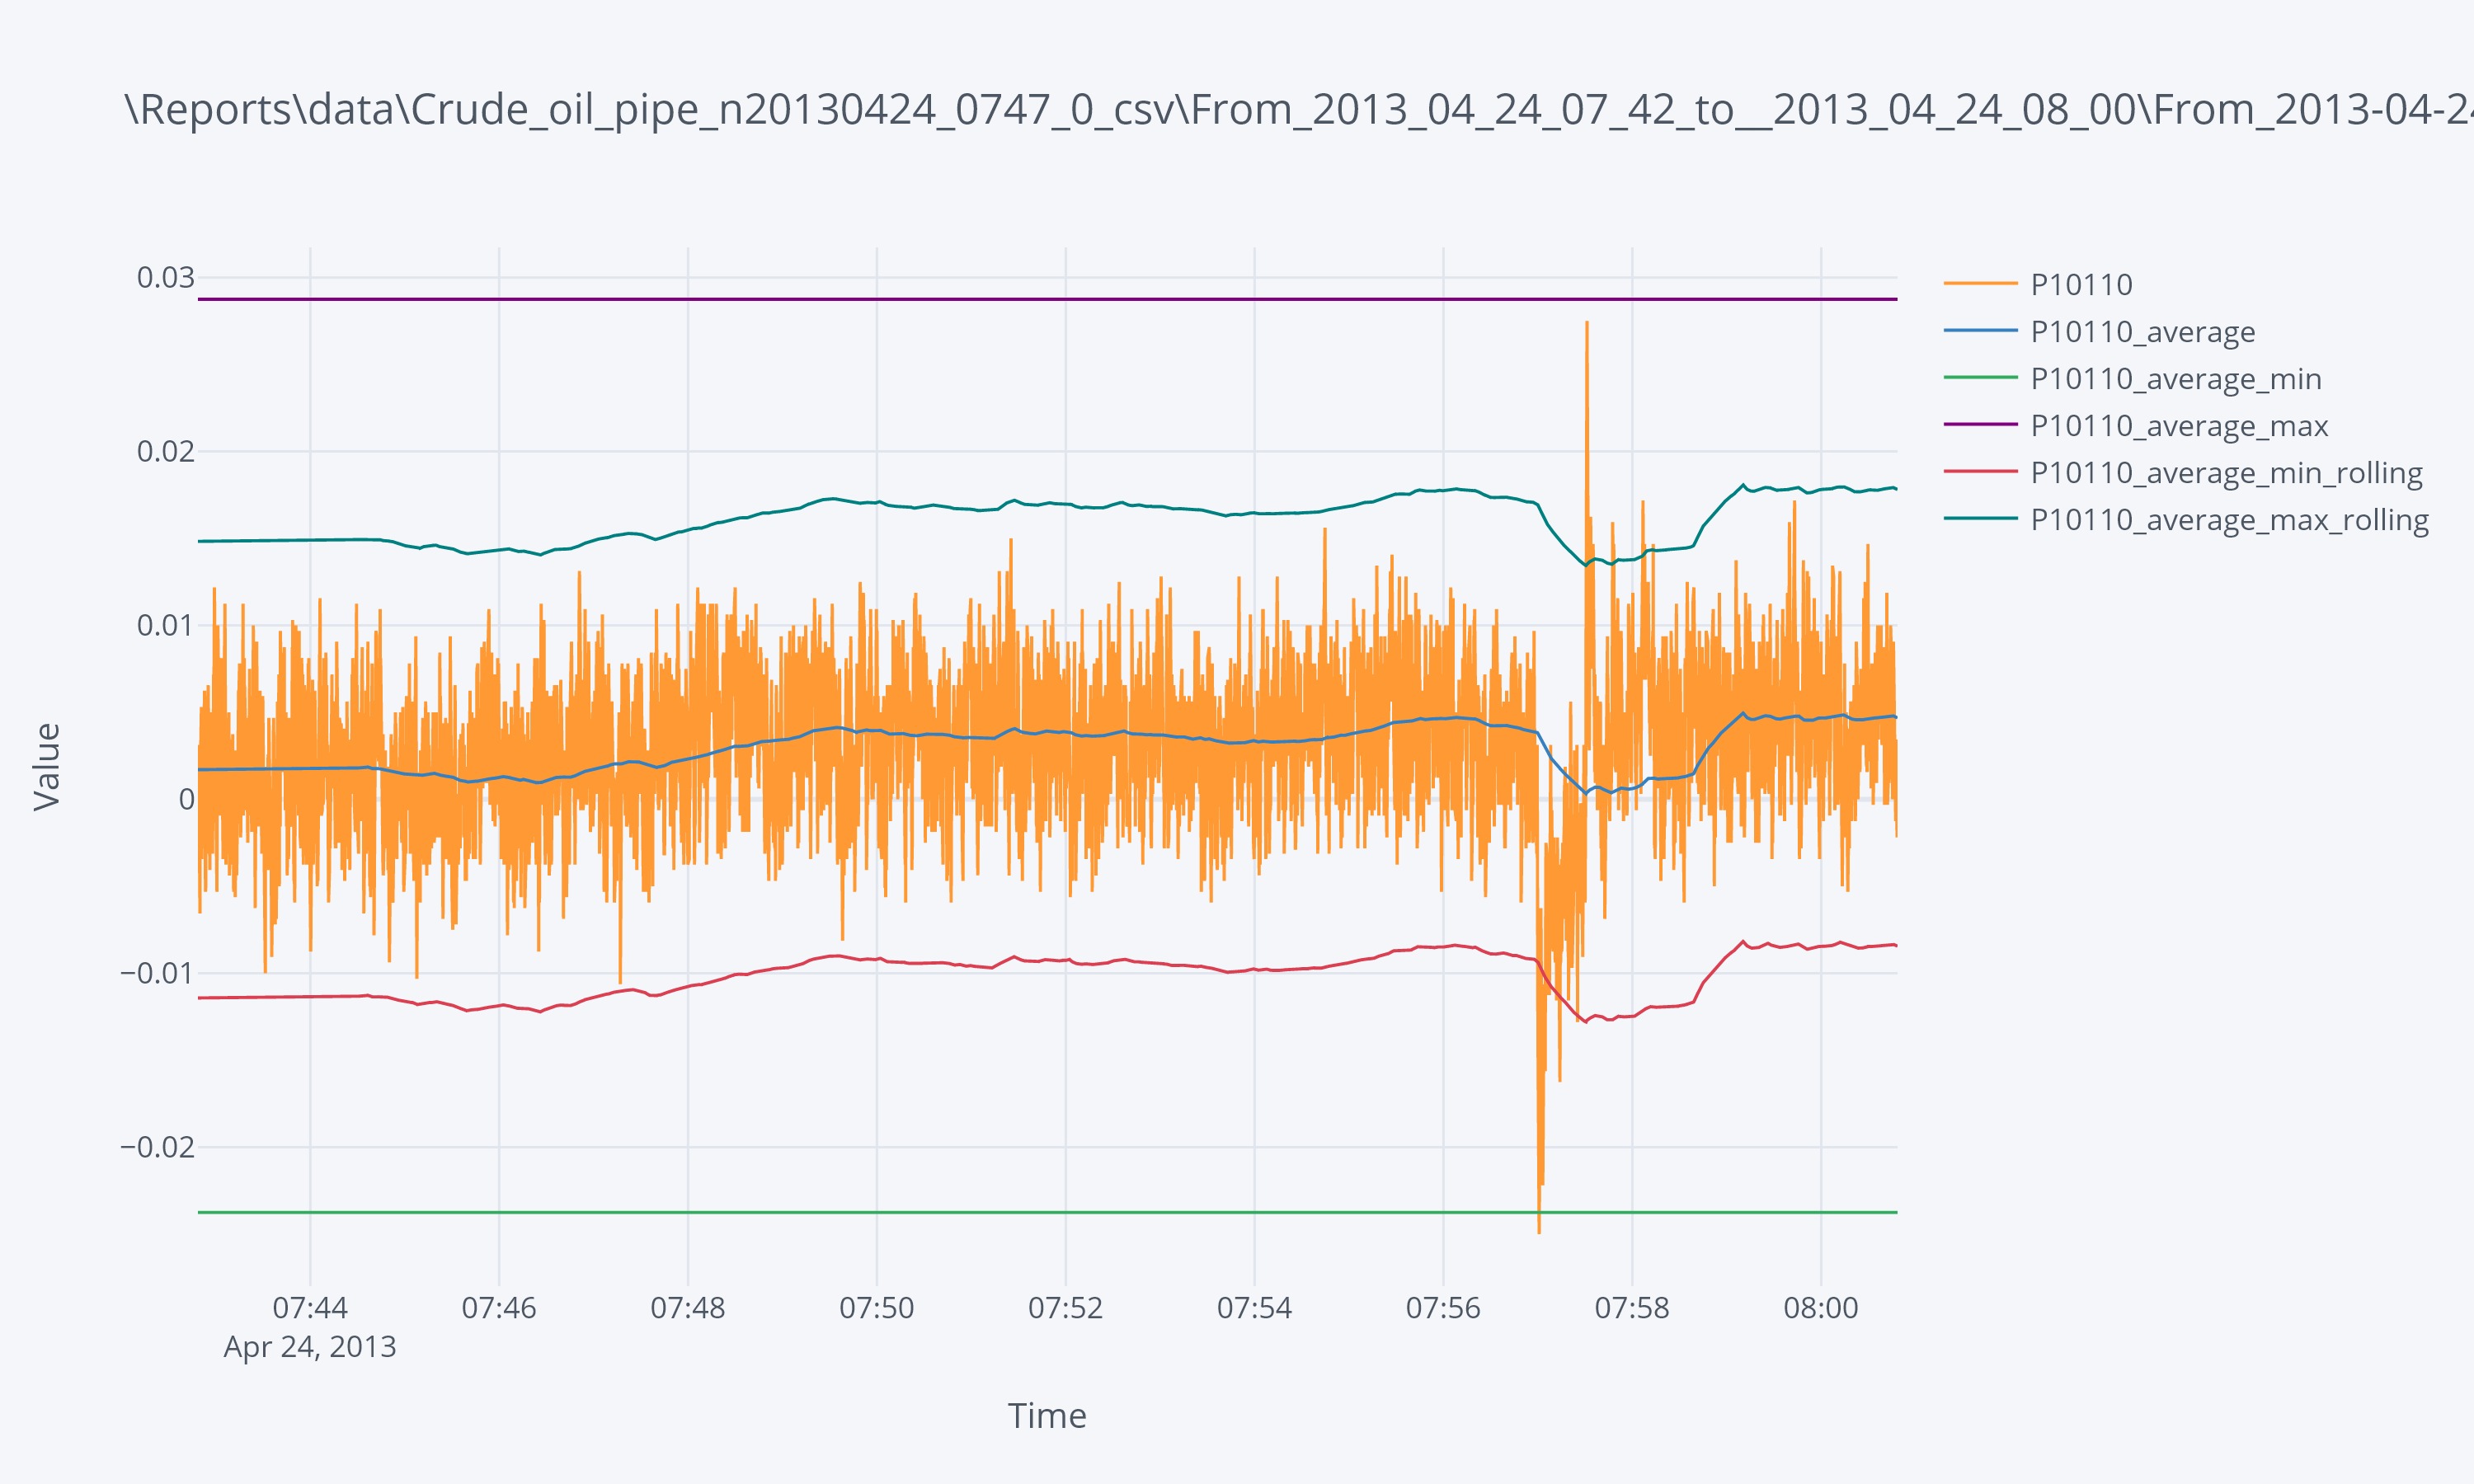 \Reports\data\Crude_oil_pipe_n20130424_0747_0_csv\From_2013_04_24_07_42_to__2013_04_24_08_00\From_2013-04-24
0.03
0.02
0.01
0
−0.01
−0.02
Value
07:44
07:46
07:48
07:50
07:52
07:54
07:56
07:58
08:00
Apr 24, 2013
Time
P10110
P10110_average
P10110_average_min
P10110_average_max
P10110_average_min_rolling
P10110_average_max_rolling